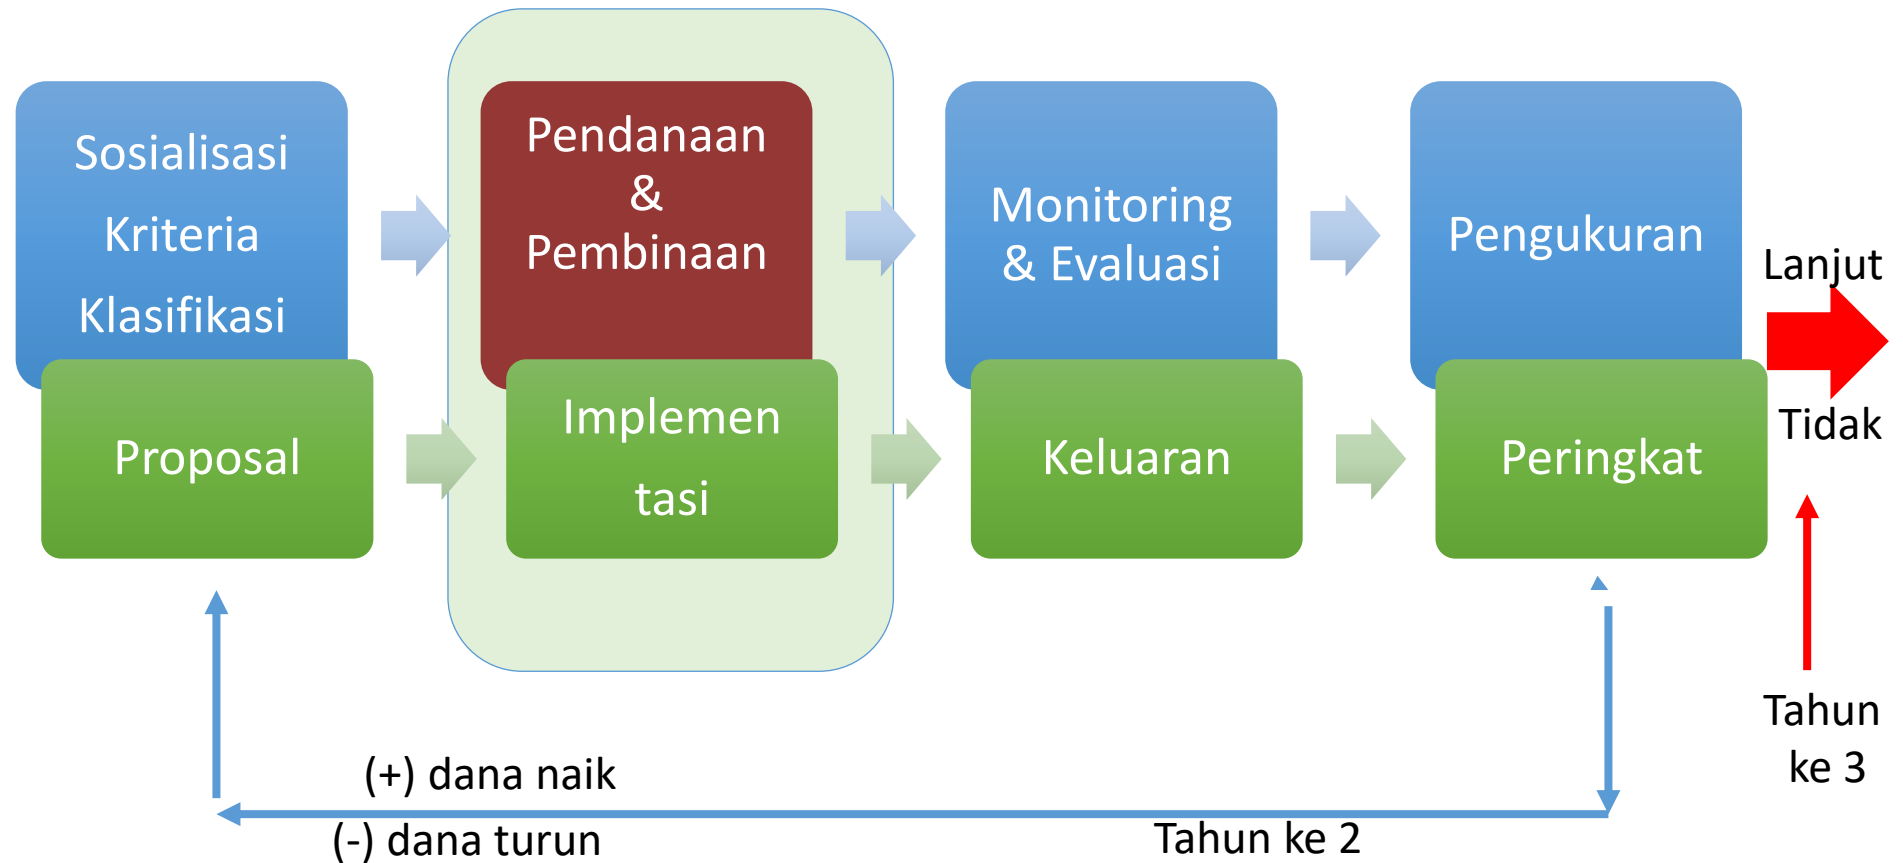 Sosialisasi
Kriteria
Klasifikasi
Proposal
Pendanaan
&
Pembinaan
Implemen
tasi
Monitoring
& Evaluasi
Keluaran
Pengukuran
Peringkat
Lanjut
Tidak
Tahun
ke 3
(+) dana naik
(-) dana turun
Tahun ke 2